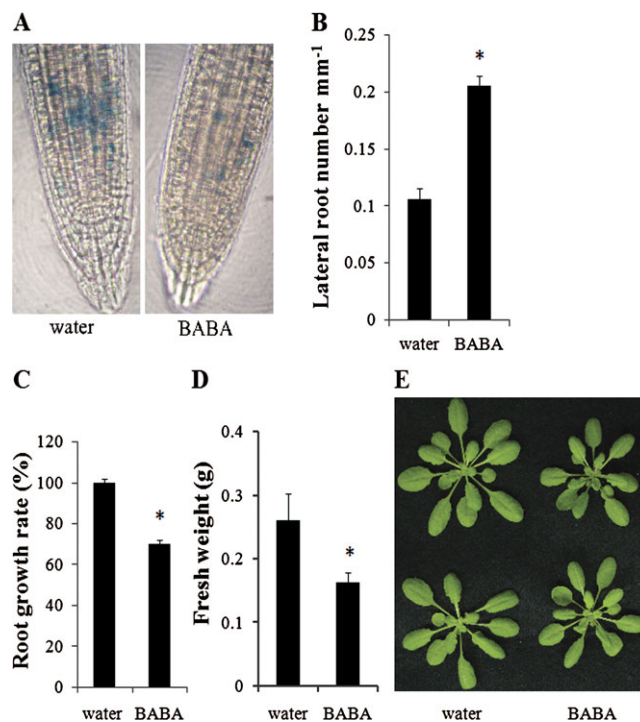 A
water BABA
B
Lateral root number mm⁻¹
0.25
0.2
0.15
0.1
0.05
0
*
water BABA
C
Root growth rate (%)
120
100
80
60
40
20
0
*
water BABA
D
Fresh weight (g)
0.4
0.3
0.2
0.1
0
*
water BABA
E
water BABA